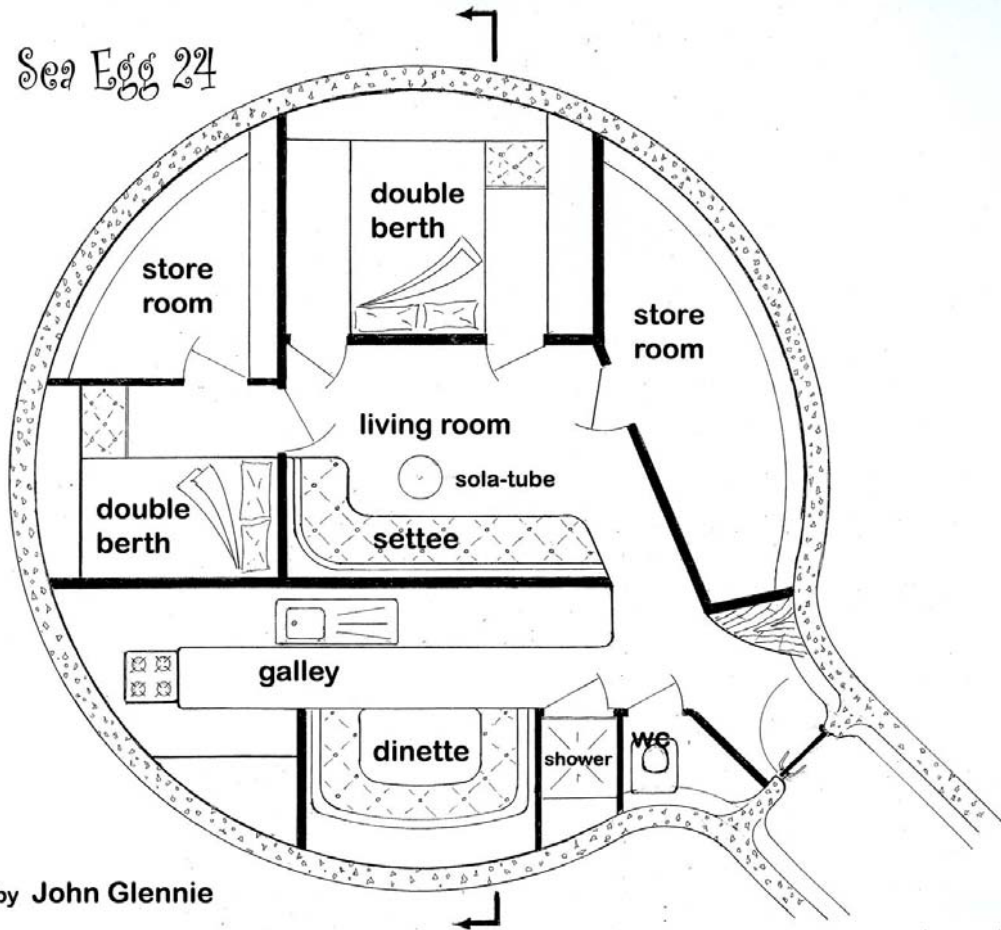 Sea Egg 24
double
berth
store
room
store
room
living room
sola-tube
double
berth
settee
galley
dinette
shower
wc
by John Glennie